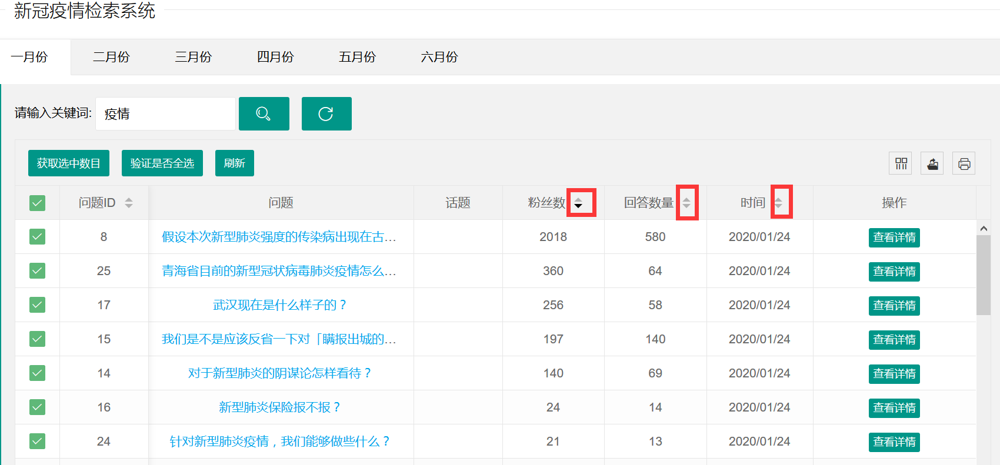 新冠疫情检索系统
一月份 二月份 三月份 四月份 五月份 六月份
请输入关键词: 疫情
获取选中数目 验证是否全选 刷新
问题ID 问题 话题 粉丝数 回答数量 时间 操作
8 假设本次新型肺炎强度的传染病出现在古… 2018 580 2020/01/24 查看详情
25 青海省目前的新型冠状病毒肺炎疫情怎么… 360 64 2020/01/24 查看详情
17 武汉现在是什么样子的？ 256 58 2020/01/24 查看详情
15 我们是不是应该反省一下对「瞒报出城的… 197 140 2020/01/24 查看详情
14 对于新型肺炎的阴谋论怎样看待？ 140 69 2020/01/24 查看详情
16 新型肺炎保险报不报？ 24 14 2020/01/24 查看详情
24 针对新型肺炎疫情，我们能够做些什么？ 21 13 2020/01/24 查看详情